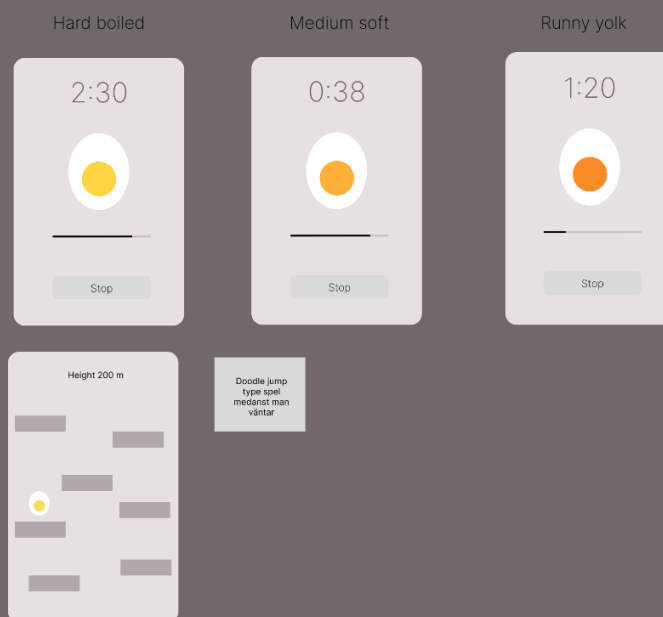 Hard boiled
Medium soft
Runny yolk
2:30
0:38
1:20
Stop
Stop
Stop
Height 200 m
Doodle jump
type spel
medanst man
väntar